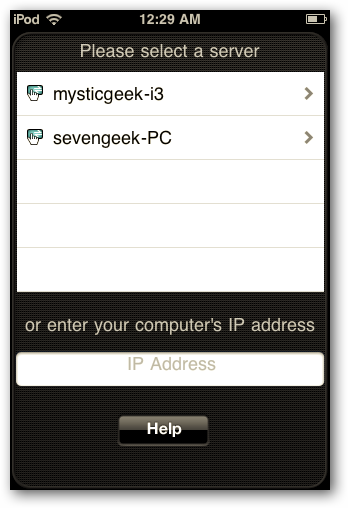 iPod 12:29 AM
Please select a server
mysticgeek-i3
sevengeek-PC
or enter your computer's IP address
IP Address
Help